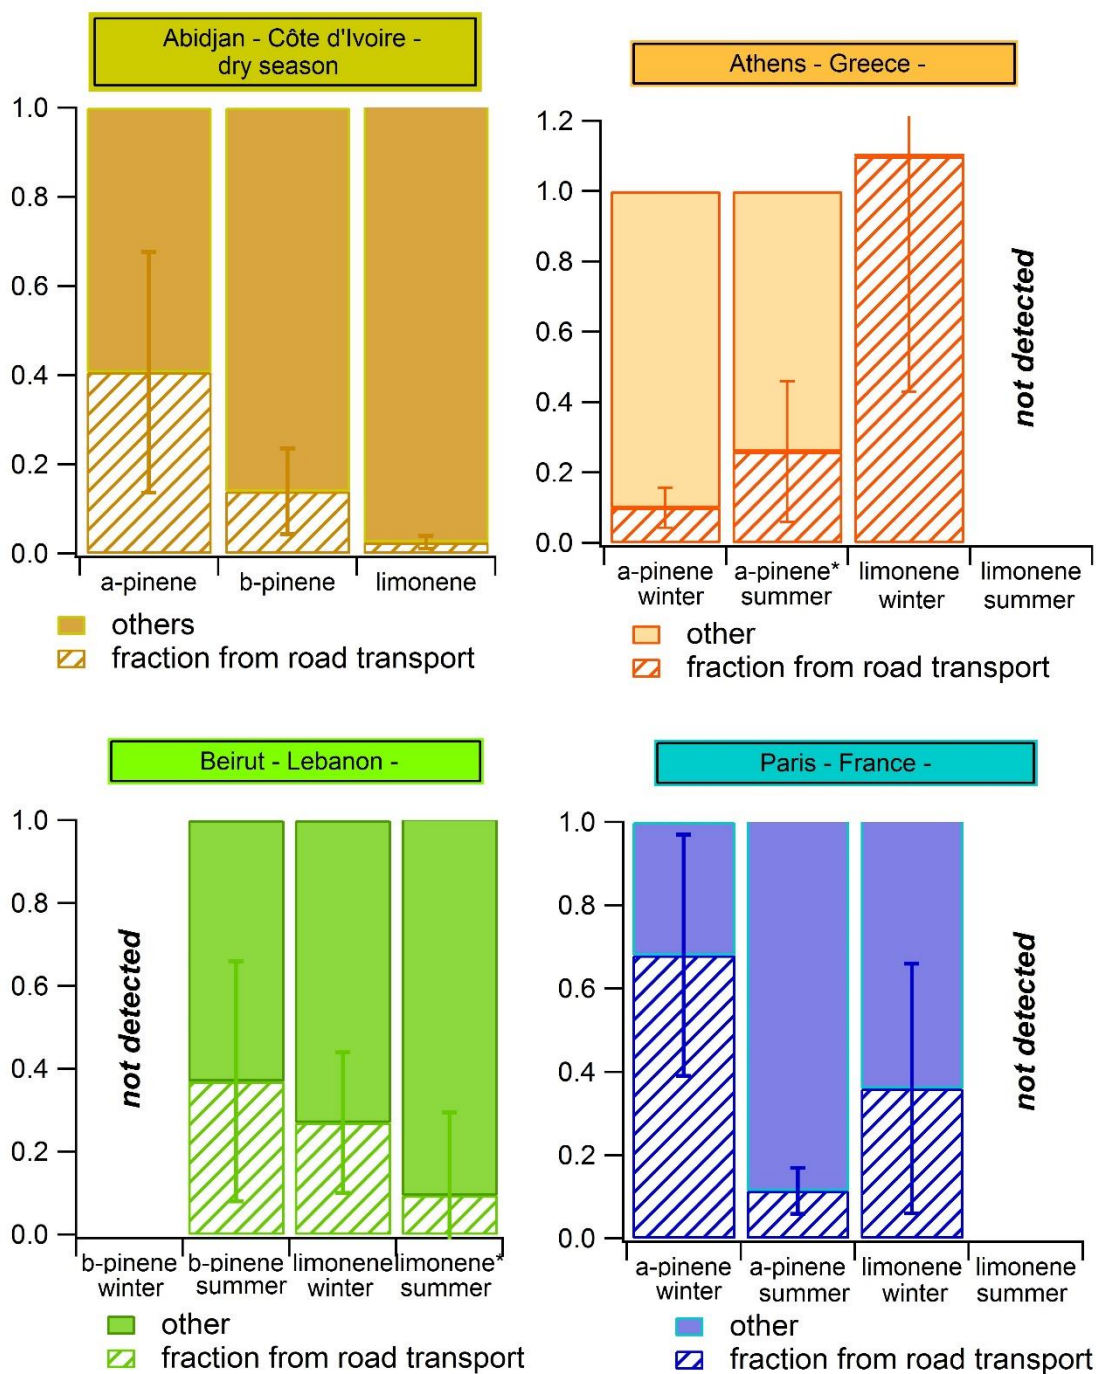 Abidjan - Côte d'Ivoire -
dry season
1.0
0.8
0.6
0.4
0.2
0.0
a-pinene
b-pinene
limonene
others
fraction from road transport
Athens - Greece -
1.2
1.0
0.8
0.6
0.4
0.2
0.0
not detected
a-pinene winter
a-pinene* summer
limonene winter
limonene summer
other
fraction from road transport
Beirut - Lebanon -
1.0
0.8
0.6
0.4
0.2
0.0
not detected
b-pinene winter
b-pinene summer
limonene winter
limonene* summer
other
fraction from road transport
Paris - France -
1.0
0.8
0.6
0.4
0.2
0.0
not detected
a-pinene winter
a-pinene summer
limonene winter
limonene summer
other
fraction from road transport